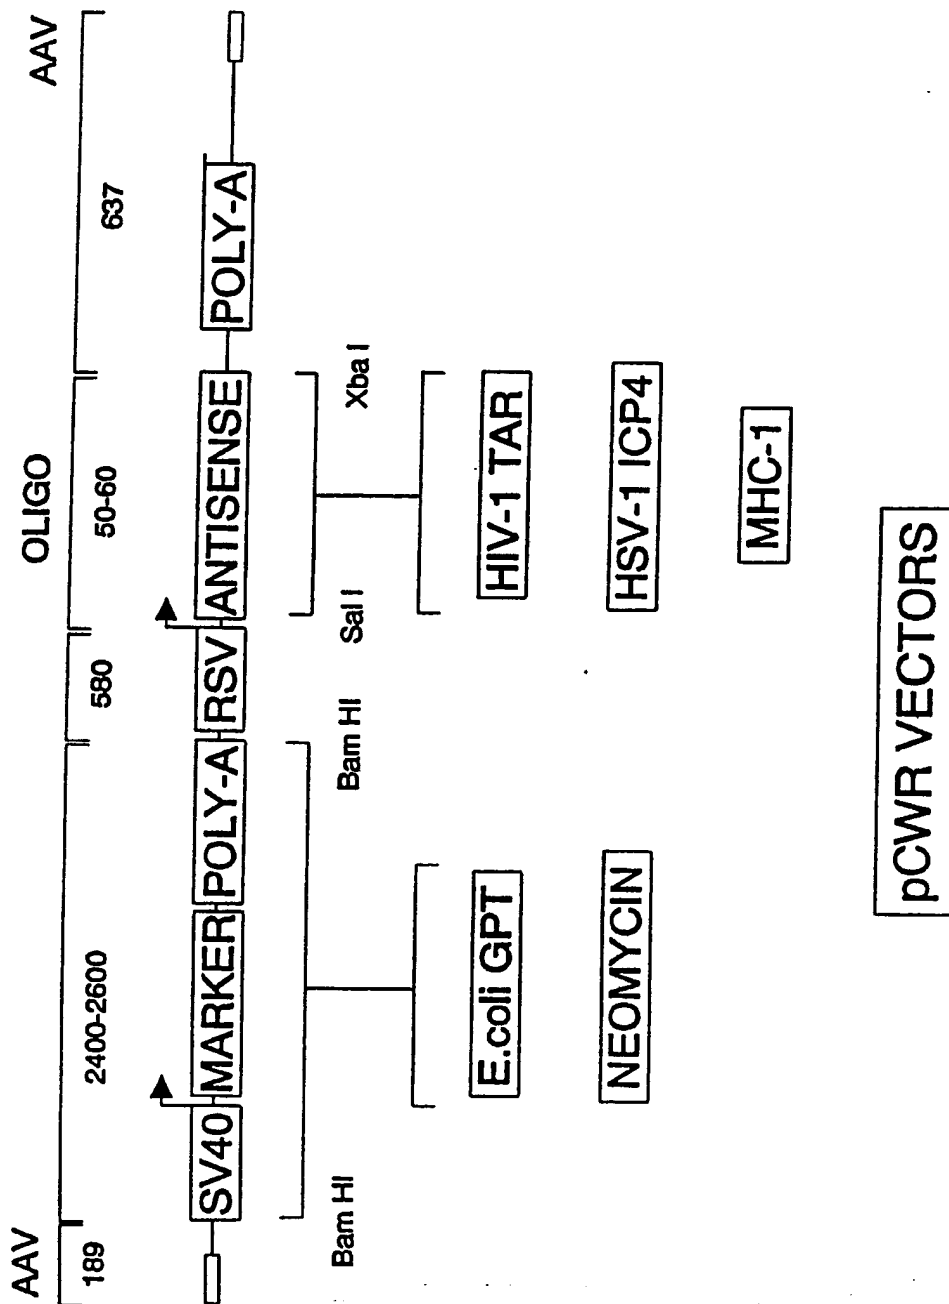 AAV OLIGO AAV
189 2400-2600 580 50-60 637
SV40 MARKER POLY-A RSV ANTISENSE POLY-A
Bam HI Bam HI Sal I Xba I
E.coli GPT HIV-1 TAR
NEOMYCIN HSV-1 ICP4
MHC-1
pCWR VECTORS